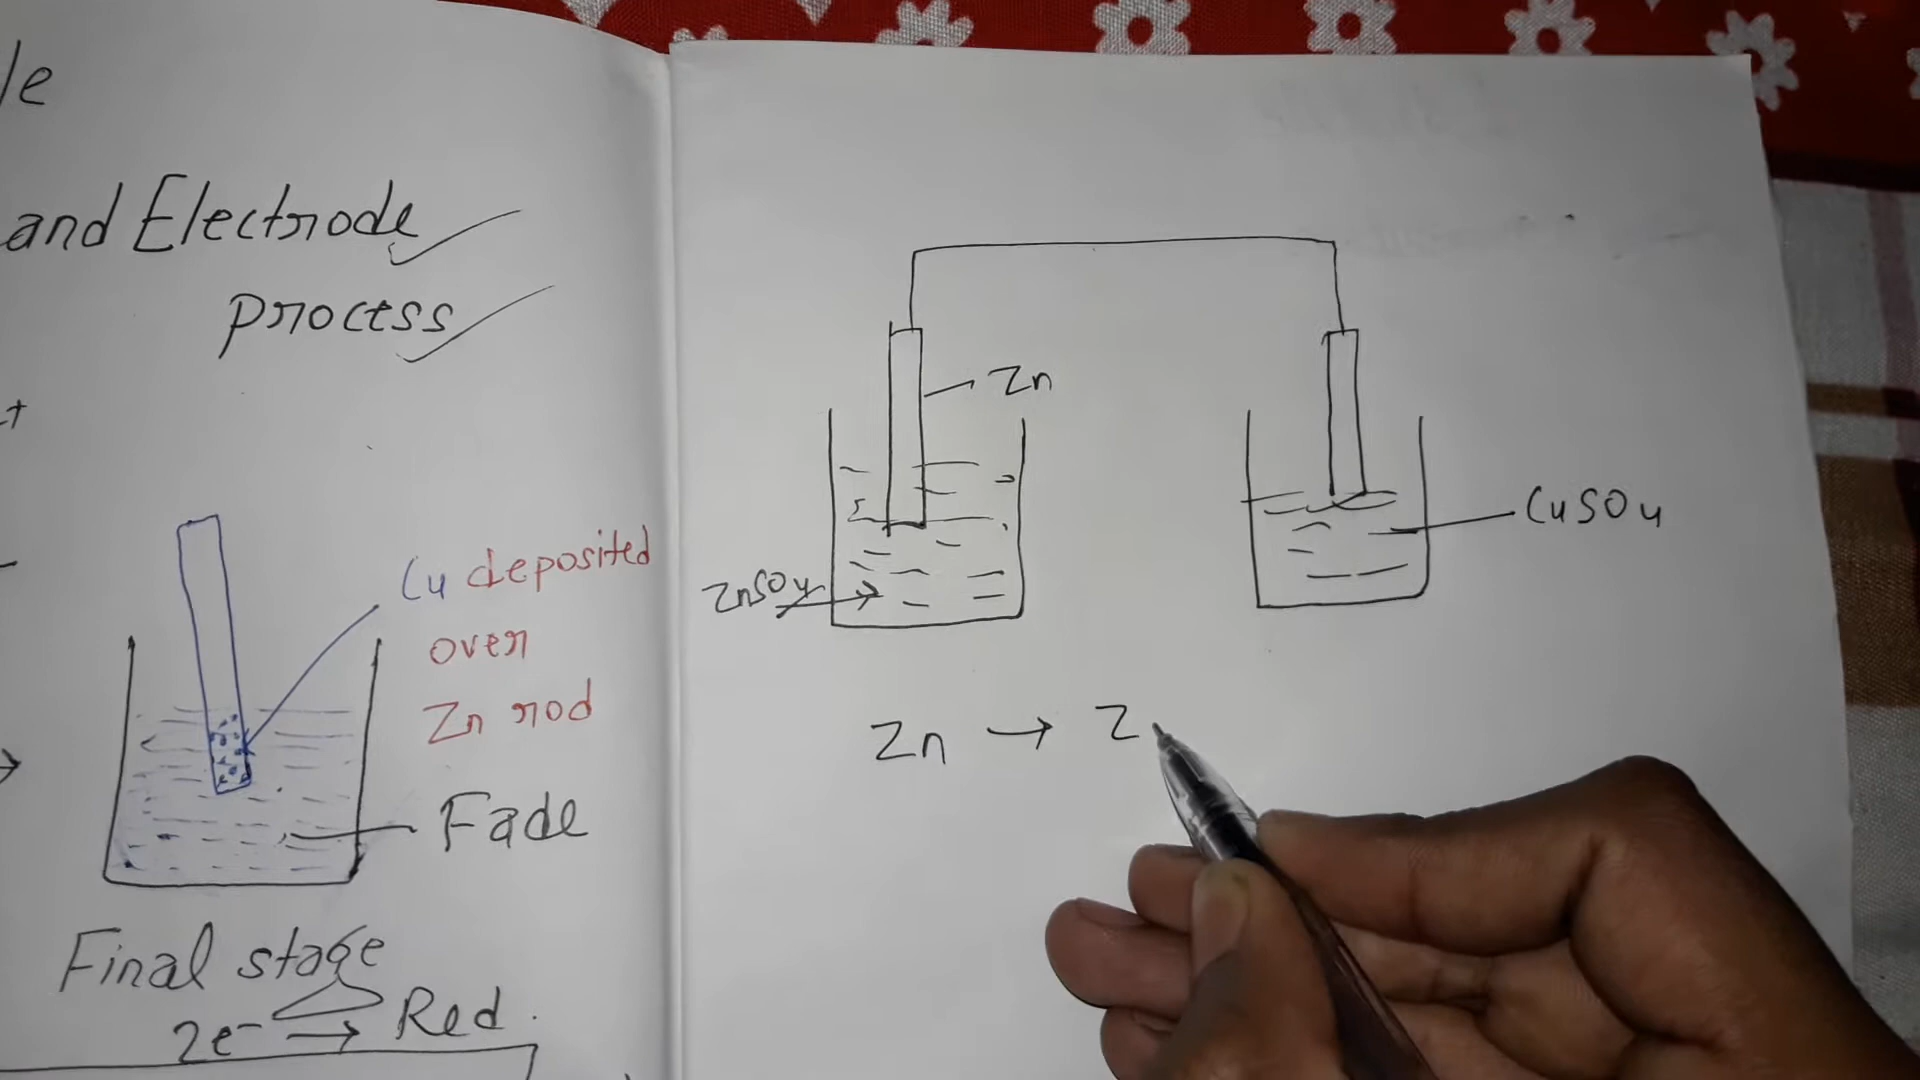 le
and Electrode
process
Cu deposited
over
Zn rod
Fade
Final stage
2e⁻ → Red.
Zn
ZnSO4
CuSO4
Zn → Z